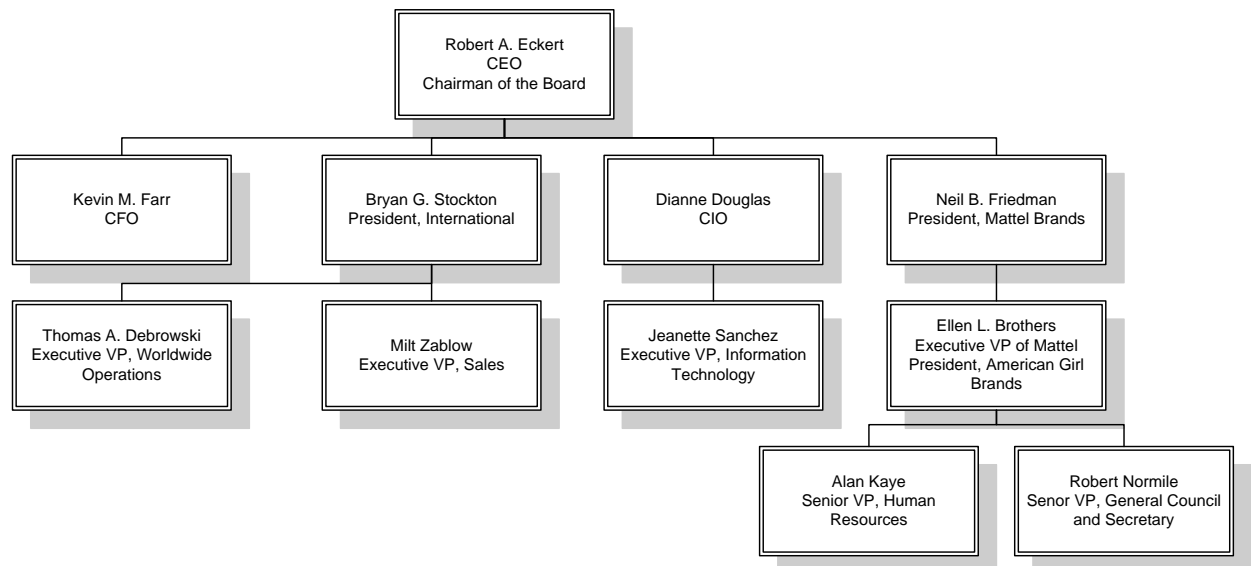 Robert A. Eckert
CEO
Chairman of the Board
Kevin M. Farr
CFO
Bryan G. Stockton
President, International
Dianne Douglas
CIO
Neil B. Friedman
President, Mattel Brands
Thomas A. Debrowski
Executive VP, Worldwide
Operations
Milt Zablow
Executive VP, Sales
Jeanette Sanchez
Executive VP, Information
Technology
Ellen L. Brothers
Executive VP of Mattel
President, American Girl
Brands
Alan Kaye
Senior VP, Human
Resources
Robert Normile
Senor VP, General Council
and Secretary